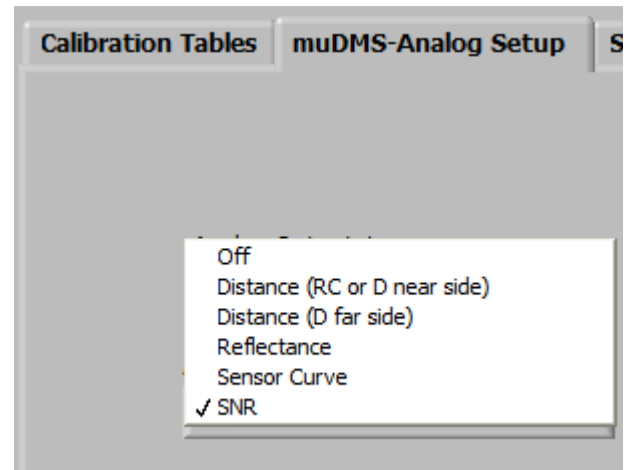 Calibration Tables
muDMS-Analog Setup
S
Off
Distance (RC or D near side)
Distance (D far side)
Reflectance
Sensor Curve
✓ SNR